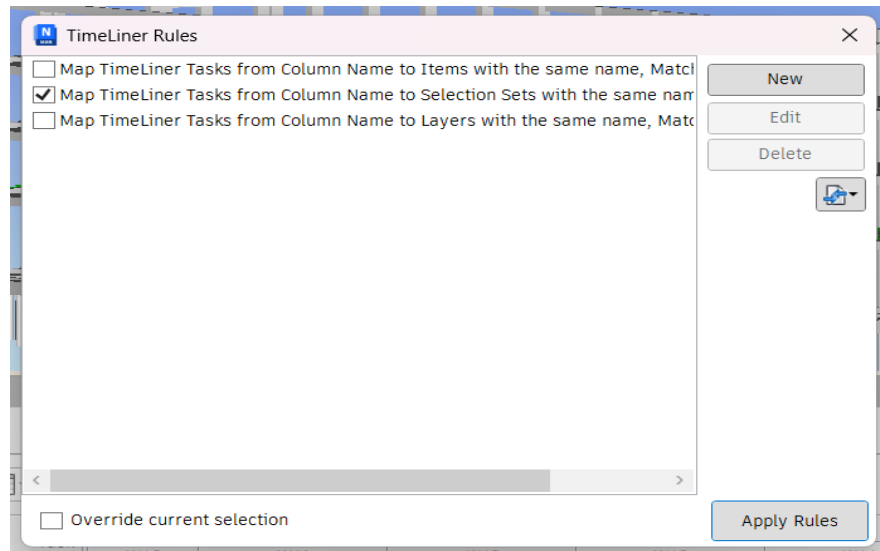 TimeLiner Rules
Map TimeLiner Tasks from Column Name to Items with the same name, Match
Map TimeLiner Tasks from Column Name to Selection Sets with the same nam
Map TimeLiner Tasks from Column Name to Layers with the same name, Matc
New
Edit
Delete
Override current selection
Apply Rules